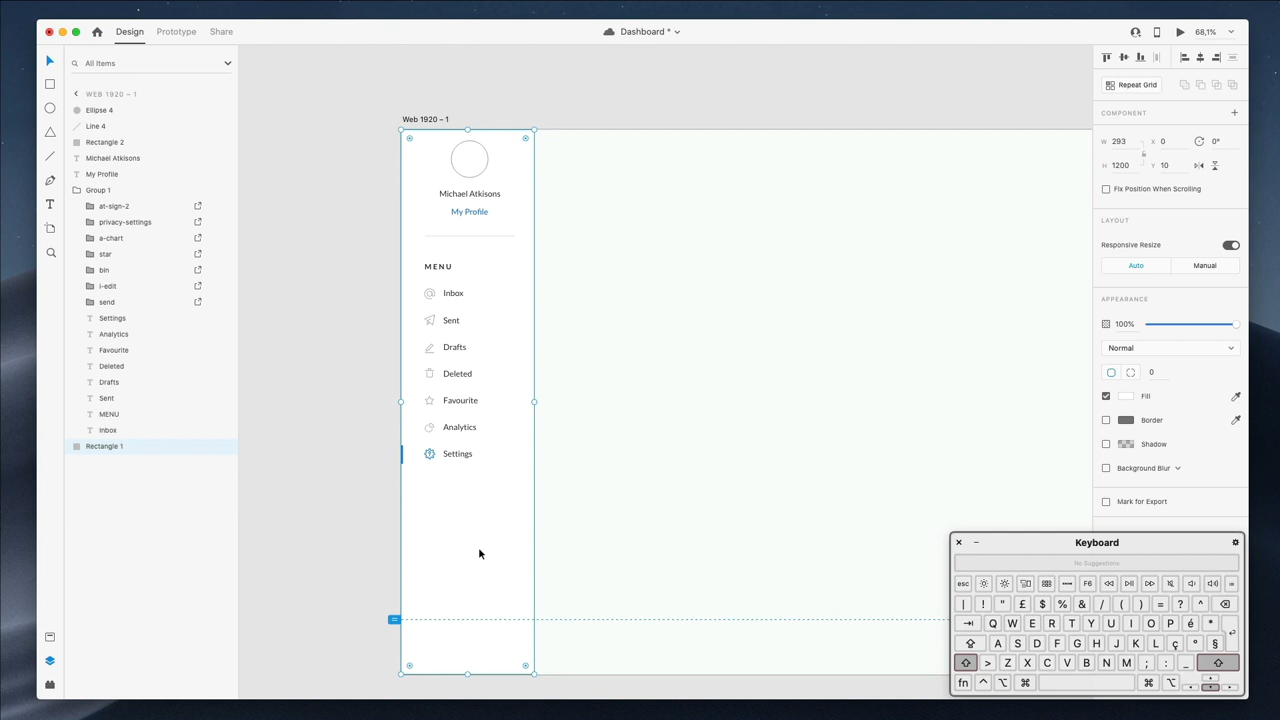 Design Prototype Share Dashboard * 68,1%
All Items
WEB 1920 – 1
Ellipse 4
Line 4
Rectangle 2
Michael Atkisons
My Profile
Group 1
at-sign-2
privacy-settings
a-chart
star
bin
i-edit
send
Settings
Analytics
Favourite
Deleted
Drafts
Sent
MENU
Inbox
Rectangle 1
Web 1920 – 1
Michael Atkisons
My Profile
MENU
Inbox
Sent
Drafts
Deleted
Favourite
Analytics
Settings
Repeat Grid
COMPONENT +
W 293 X 0 0°
H 1200 Y 10
Fix Position When Scrolling
LAYOUT
Responsive Resize
Auto Manual
APPEARANCE
100%
Normal
0
Fill
Border
Shadow
Background Blur
Mark for Export
Keyboard
No Suggestions
esc F6
| ! " £ $ % & / ( ) = ? ^
Q W E R T Y U I O P é *
A S D F G H J K L ç ° §
> Z X C V B N M ; : _
fn ^ ⌥ ⌘ ⌘ ⌥